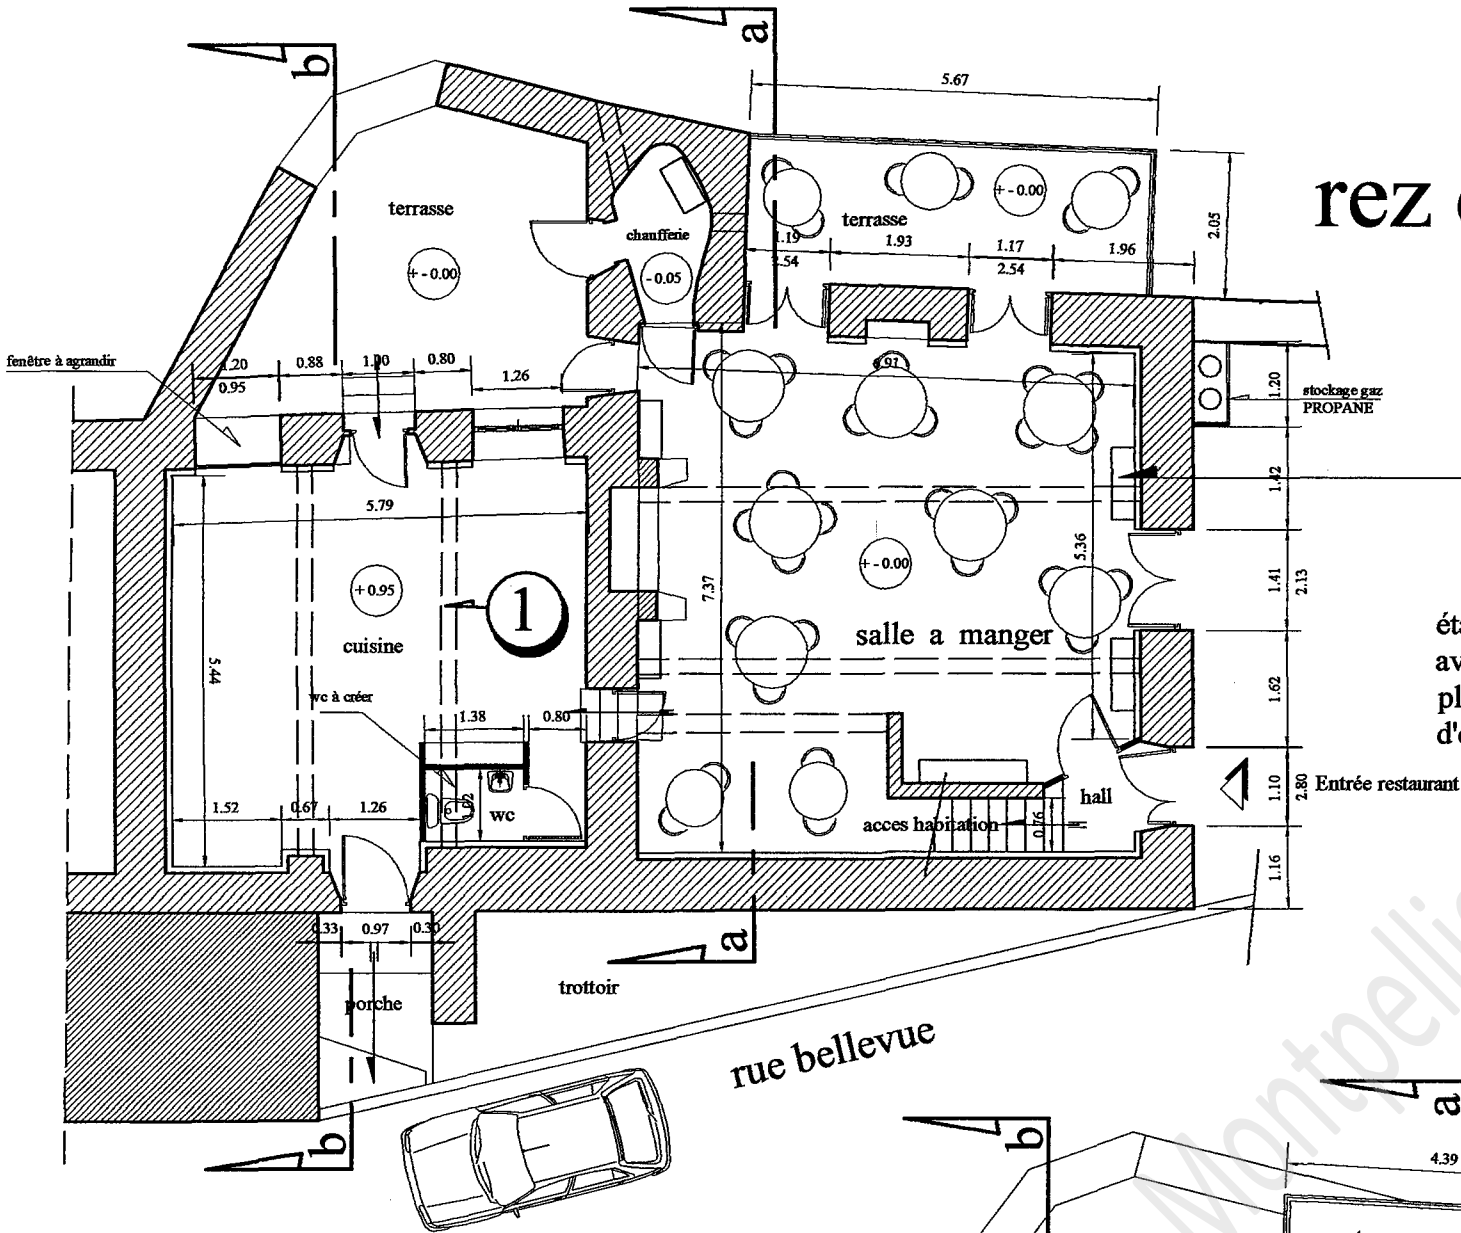 b
a
5.67
rez
terrasse
+-0.00
chaufferie
-0.05
terrasse
+-0.00
2.05
1.19
2.54
1.93
1.17
2.54
1.96
fenêtre à agrandir
1.20
0.95
0.88
1.00
0.80
1.26
6.91
1.20
stockage gaz
PROPANE
1.42
5.79
+0.95
1
cuisine
5.44
7.37
+-0.00
5.36
1.41
2.13
salle a manger
wc à créer
1.38
0.80
1.62
1.52
0.67
1.26
wc
acces habitation
0.76
hall
1.10
2.80
Entrée restaurant
1.16
0.33
0.97
0.30
a
porche
trottoir
rue bellevue
b
b
a
4.39